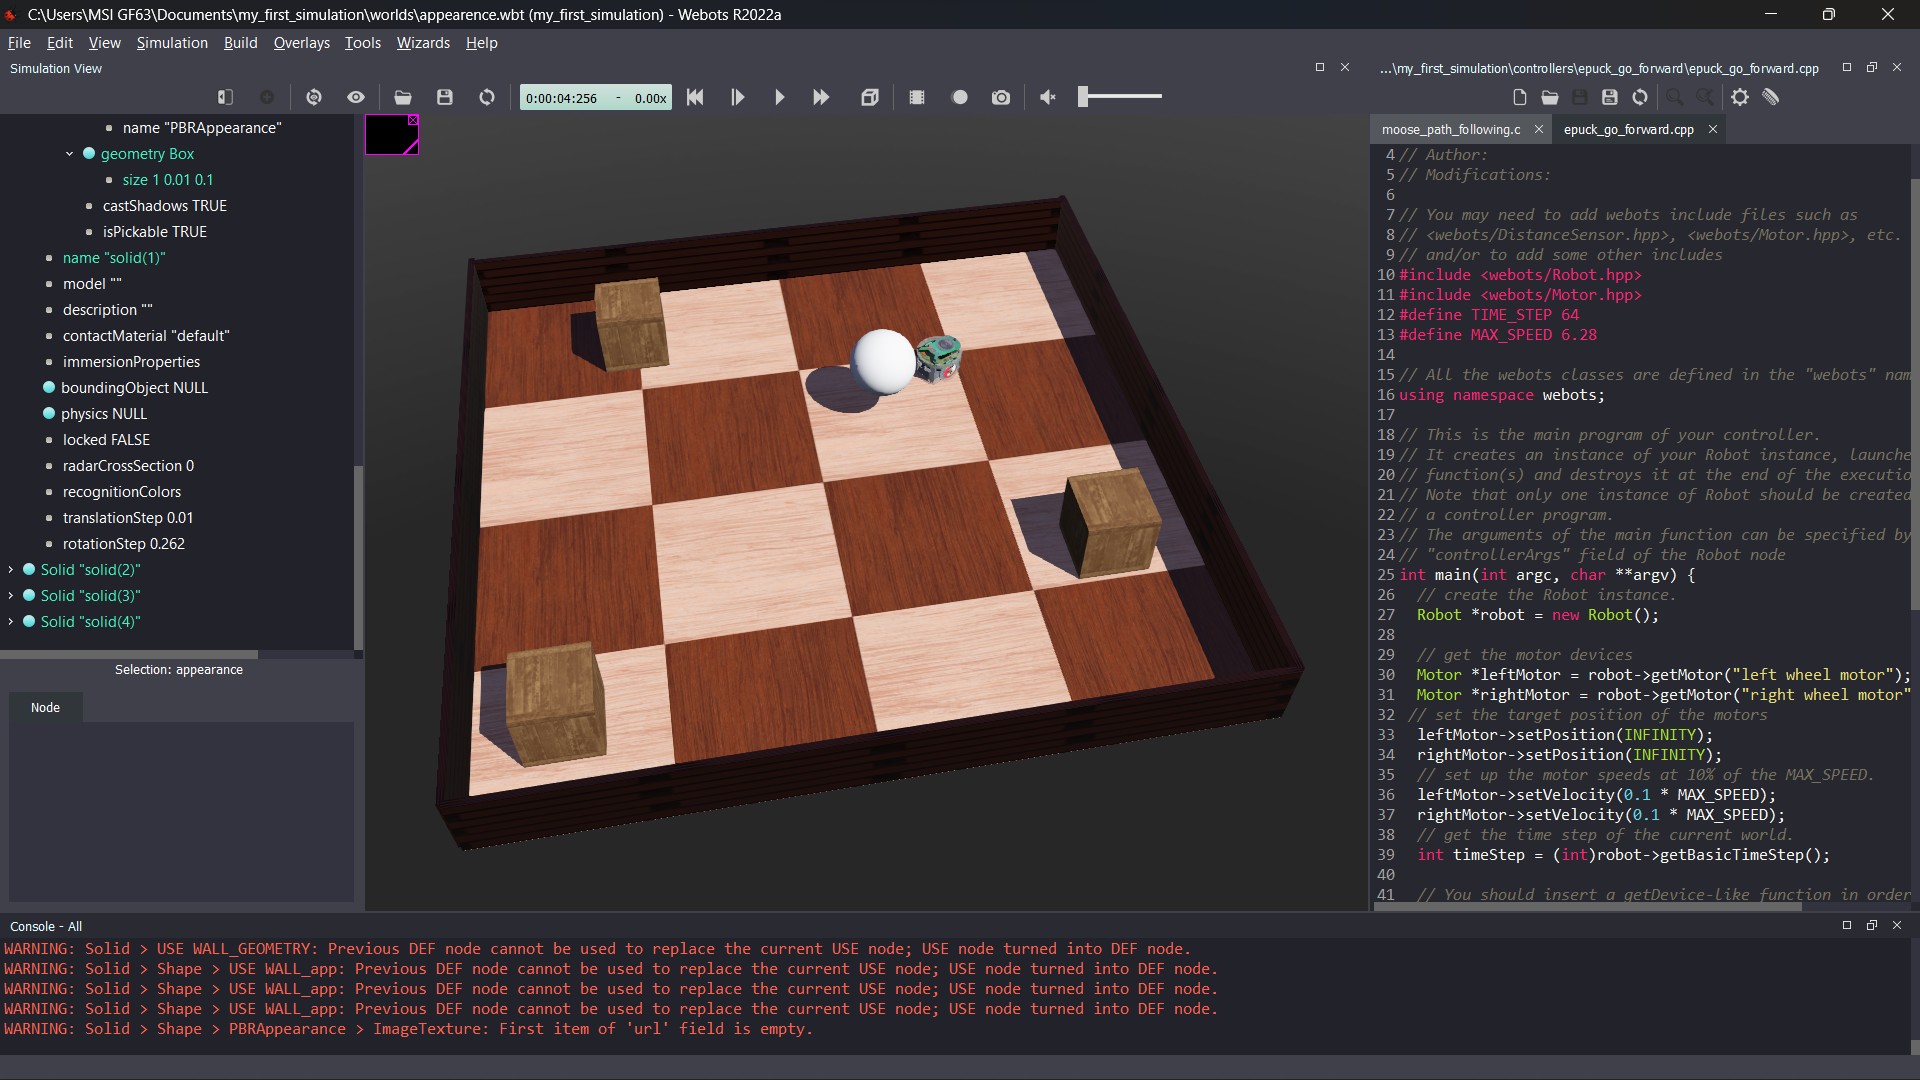 C:\Users\MSI GF63\Documents\my_first_simulation\worlds\appearence.wbt (my_first_simulation) - Webots R2022a
File Edit View Simulation Build Overlays Tools Wizards Help
Simulation View
...\my_first_simulation\controllers\epuck_go_forward\epuck_go_forward.cpp
0:00:04:256 - 0.00x
name "PBRAppearance"
geometry Box
size 1 0.01 0.1
castShadows TRUE
isPickable TRUE
name "solid(1)"
model ""
description ""
contactMaterial "default"
immersionProperties
boundingObject NULL
physics NULL
locked FALSE
radarCrossSection 0
recognitionColors
translationStep 0.01
rotationStep 0.262
Solid "solid(2)"
Solid "solid(3)"
Solid "solid(4)"
Selection: appearance
Node
moose_path_following.c epuck_go_forward.cpp
4 // Author:
5 // Modifications:
6
7 // You may need to add webots include files such as
8 // <webots/DistanceSensor.hpp>, <webots/Motor.hpp>, etc.
9 // and/or to add some other includes
10 #include <webots/Robot.hpp>
11 #include <webots/Motor.hpp>
12 #define TIME_STEP 64
13 #define MAX_SPEED 6.28
14
15 // All the webots classes are defined in the "webots" nam
16 using namespace webots;
17
18 // This is the main program of your controller.
19 // It creates an instance of your Robot instance, launche
20 // function(s) and destroys it at the end of the executio
21 // Note that only one instance of Robot should be created
22 // a controller program.
23 // The arguments of the main function can be specified by
24 // "controllerArgs" field of the Robot node
25 int main(int argc, char **argv) {
26 // create the Robot instance.
27 Robot *robot = new Robot();
28
29 // get the motor devices
30 Motor *leftMotor = robot->getMotor("left wheel motor");
31 Motor *rightMotor = robot->getMotor("right wheel motor"
32 // set the target position of the motors
33 leftMotor->setPosition(INFINITY);
34 rightMotor->setPosition(INFINITY);
35 // set up the motor speeds at 10% of the MAX_SPEED.
36 leftMotor->setVelocity(0.1 * MAX_SPEED);
37 rightMotor->setVelocity(0.1 * MAX_SPEED);
38 // get the time step of the current world.
39 int timeStep = (int)robot->getBasicTimeStep();
40
41 // You should insert a getDevice-like function in order
Console - All
WARNING: Solid > USE WALL_GEOMETRY: Previous DEF node cannot be used to replace the current USE node; USE node turned into DEF node.
WARNING: Solid > Shape > USE WALL_app: Previous DEF node cannot be used to replace the current USE node; USE node turned into DEF node.
WARNING: Solid > Shape > USE WALL_app: Previous DEF node cannot be used to replace the current USE node; USE node turned into DEF node.
WARNING: Solid > Shape > USE WALL_app: Previous DEF node cannot be used to replace the current USE node; USE node turned into DEF node.
WARNING: Solid > Shape > PBRAppearance > ImageTexture: First item of 'url' field is empty.